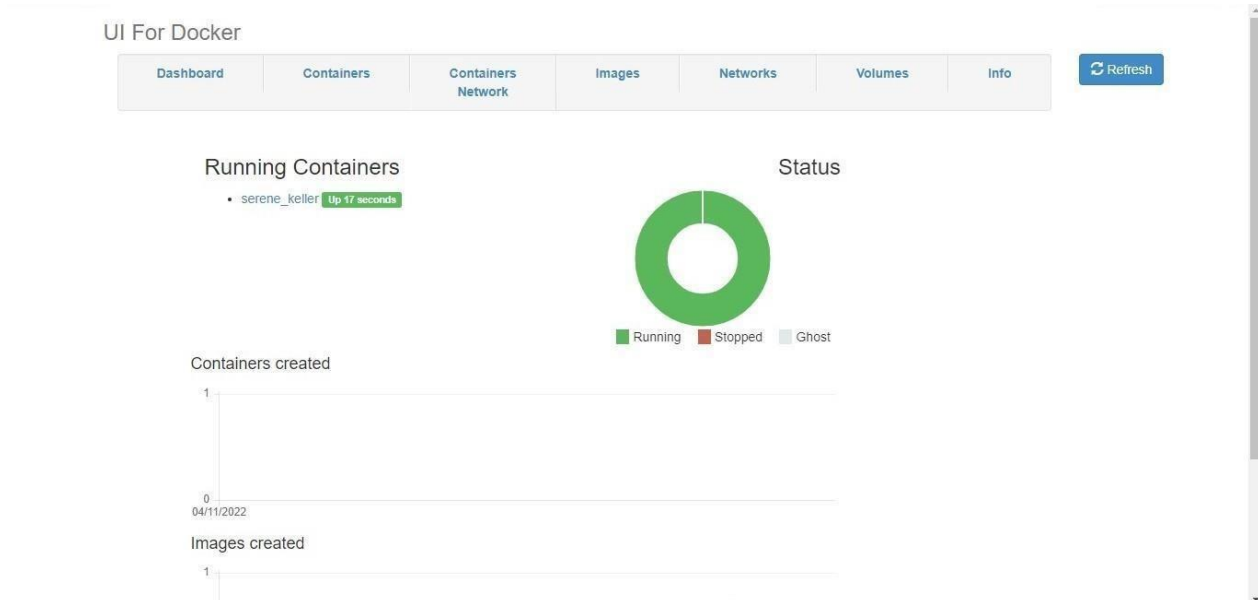 UI For Docker
Dashboard
Containers
Containers
Network
Images
Networks
Volumes
Info
Refresh
Running Containers
serene_keller Up 17 seconds
Status
Running Stopped Ghost
Containers created
1
0
04/11/2022
Images created
1